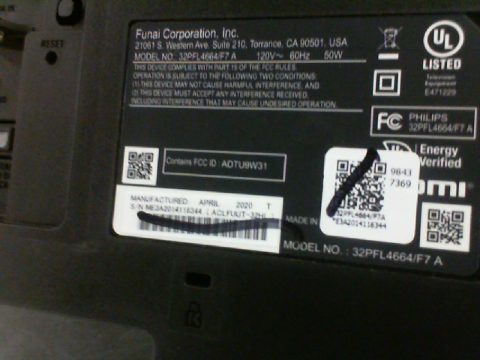 RESET
Funai Corporation, Inc.
21061 S. Western Ave. Suite 210, Torrance, CA 90501, USA
MODEL NO.: 32PFL4664/F7 A 120V~ 60Hz 50W
THIS DEVICE COMPLIES WITH PART 15 OF THE FCC RULES.
OPERATION IS SUBJECT TO THE FOLLOWING TWO CONDITIONS:
(1) THIS DEVICE MAY NOT CAUSE HARMFUL INTERFERENCE, AND
(2) THIS DEVICE MUST ACCEPT ANY INTERFERENCE RECEIVED,
INCLUDING INTERFERENCE THAT MAY CAUSE UNDESIRED OPERATION.
UL
LISTED
Television
Equipment
E471229
FC PHILIPS
32PFL4664/F7 A
Energy
Verified
Contains FCC ID : ADTU9W31
9843
7369
32PFL4664/F7A
MANUFACTURED: APRIL 2020 T
S/N
MADE IN
MODEL NO. : 32PFL4664/F7 A